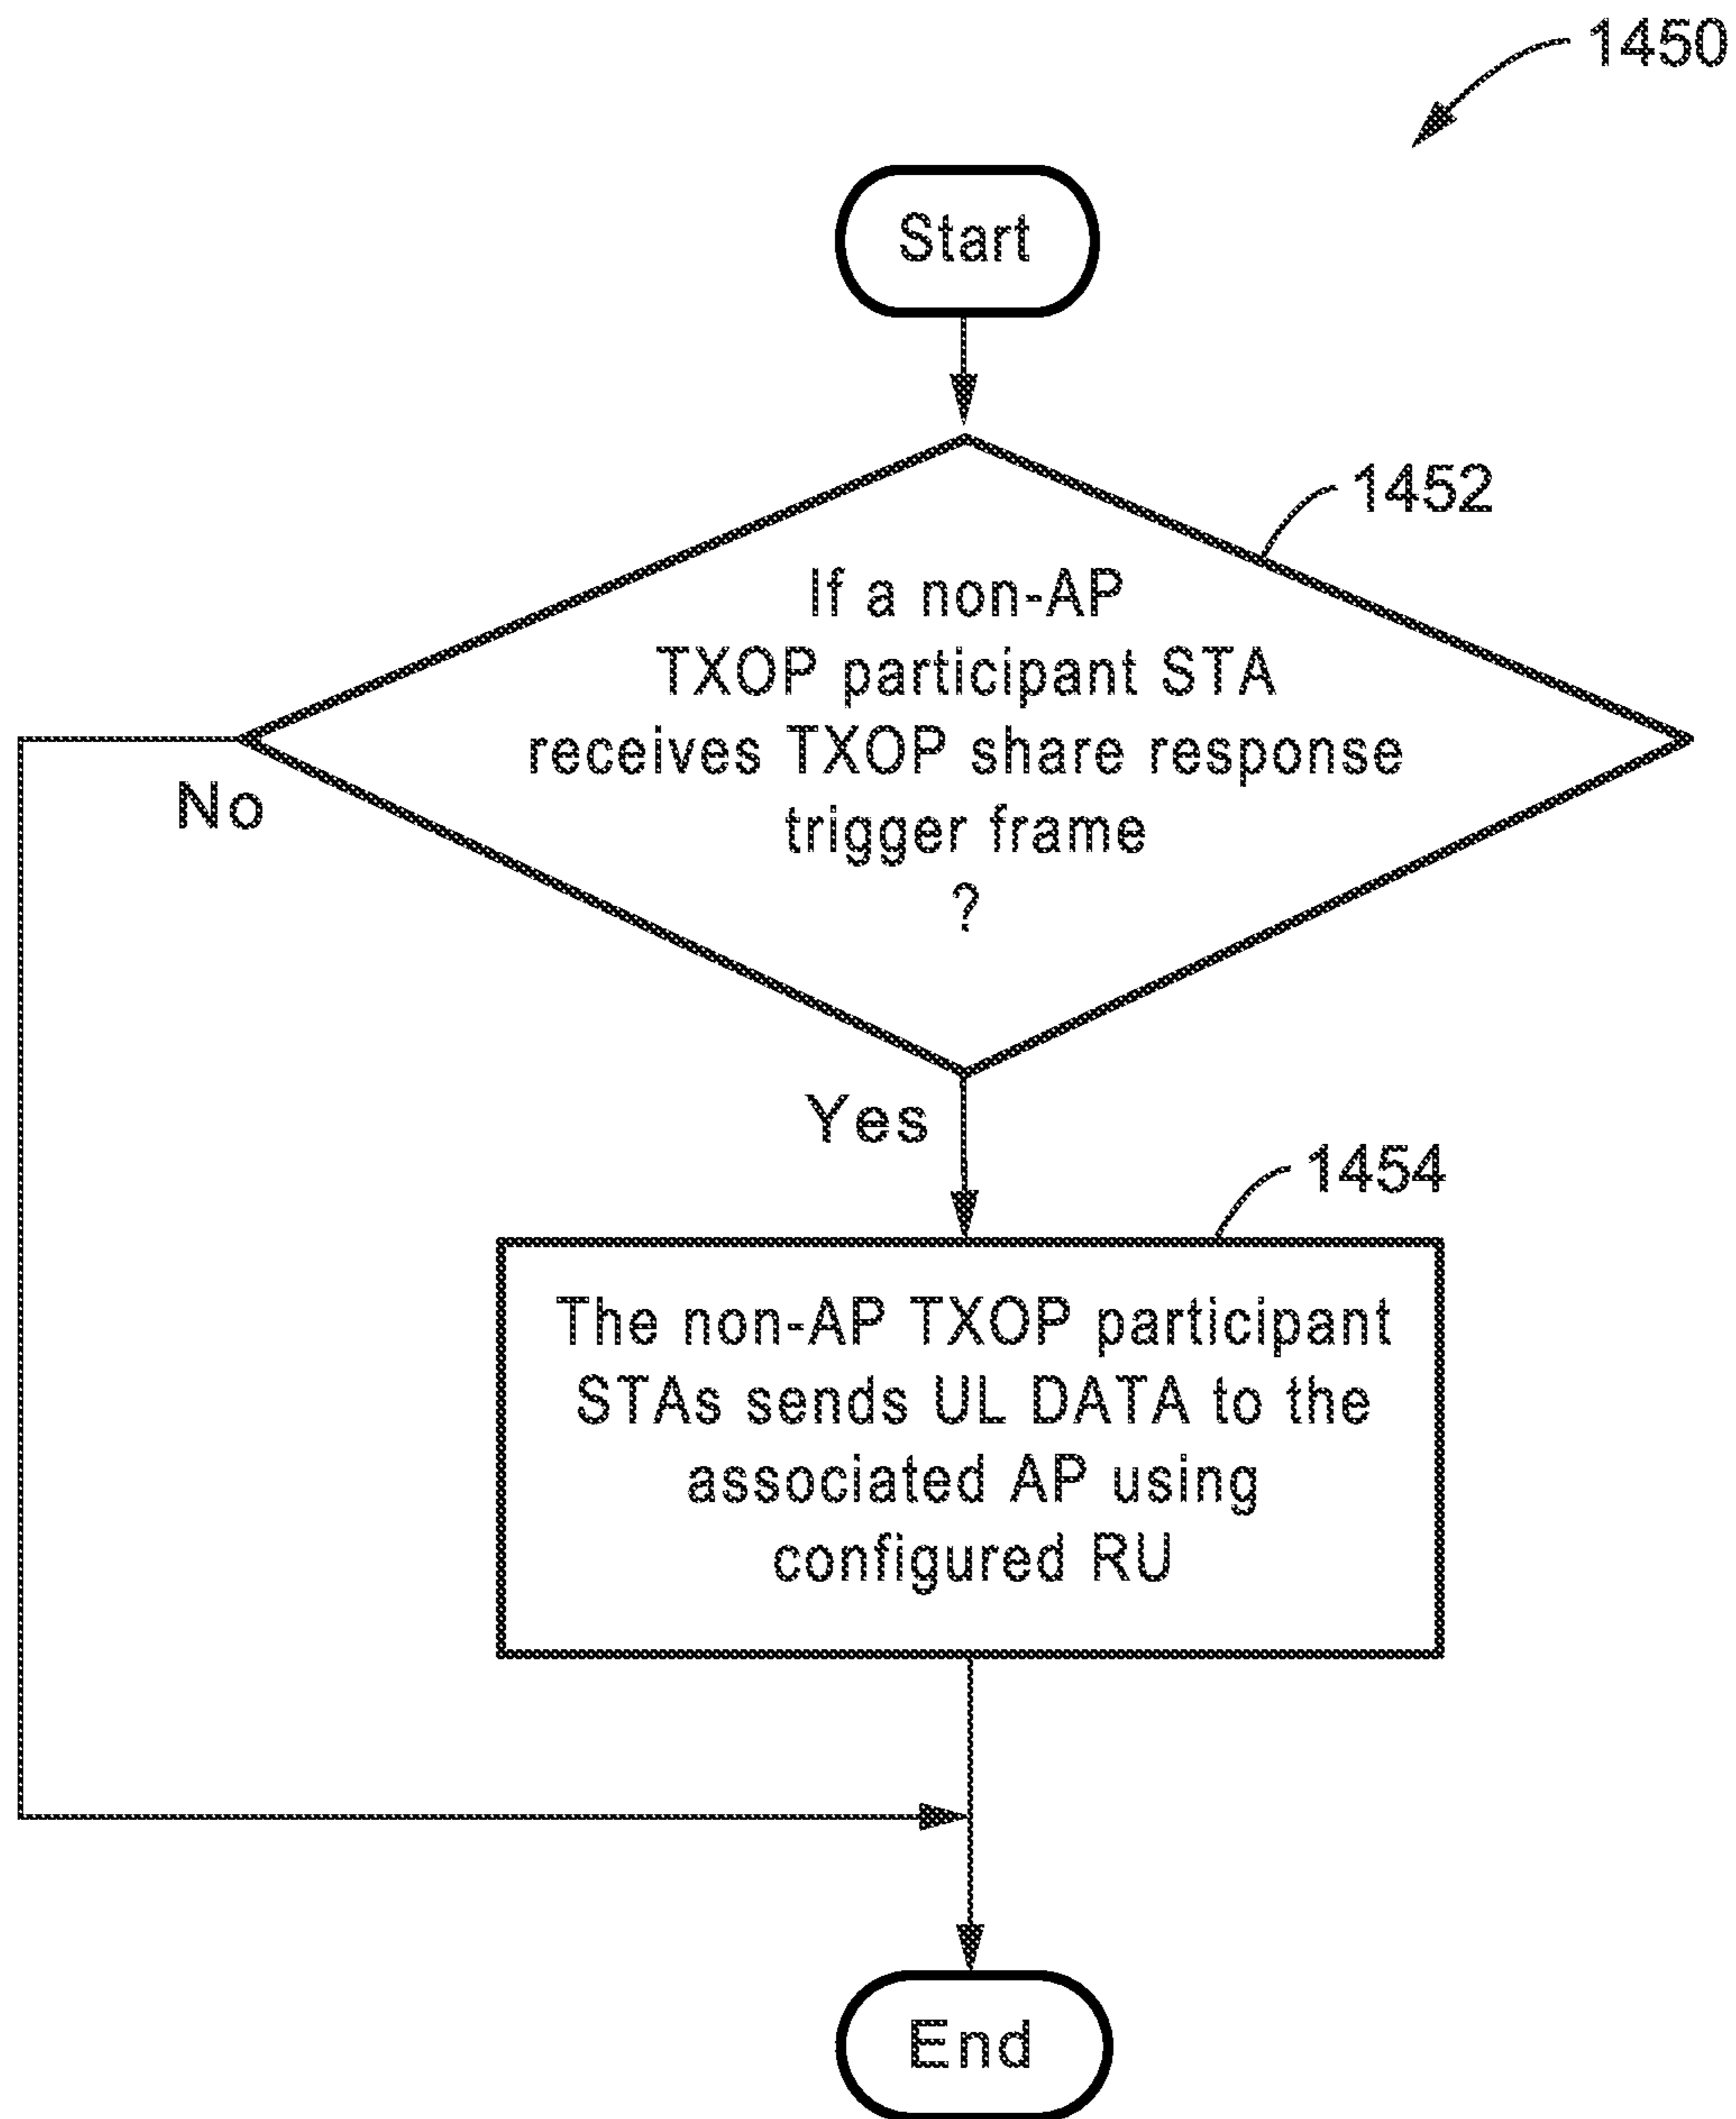 1450
Start
1452
If a non-AP
TXOP participant STA
receives TXOP share response
trigger frame
?
No
Yes
1454
The non-AP TXOP participant
STAs sends UL DATA to the
associated AP using
configured RU
End